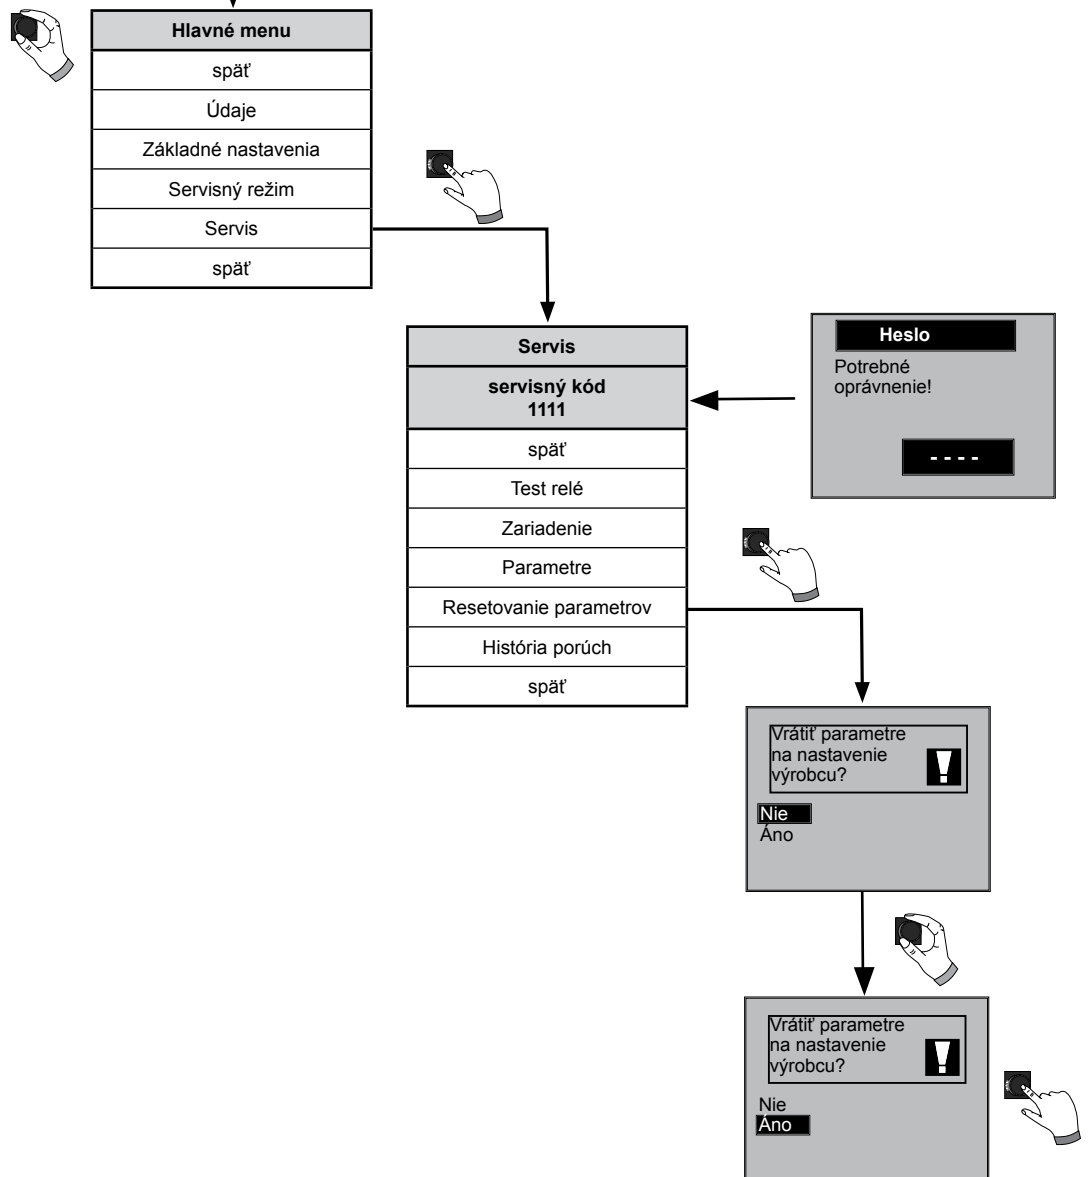 Hlavné menu
späť
Údaje
Základné nastavenia
Servisný režim
Servis
späť
Servis
servisný kód
1111
späť
Test relé
Zariadenie
Parametre
Resetovanie parametrov
História porúch
späť
Heslo
Potrebné
oprávnenie!
- - - -
Vrátiť parametre
na nastavenie
výrobcu?
Nie
Áno
Vrátiť parametre
na nastavenie
výrobcu?
Nie
Áno